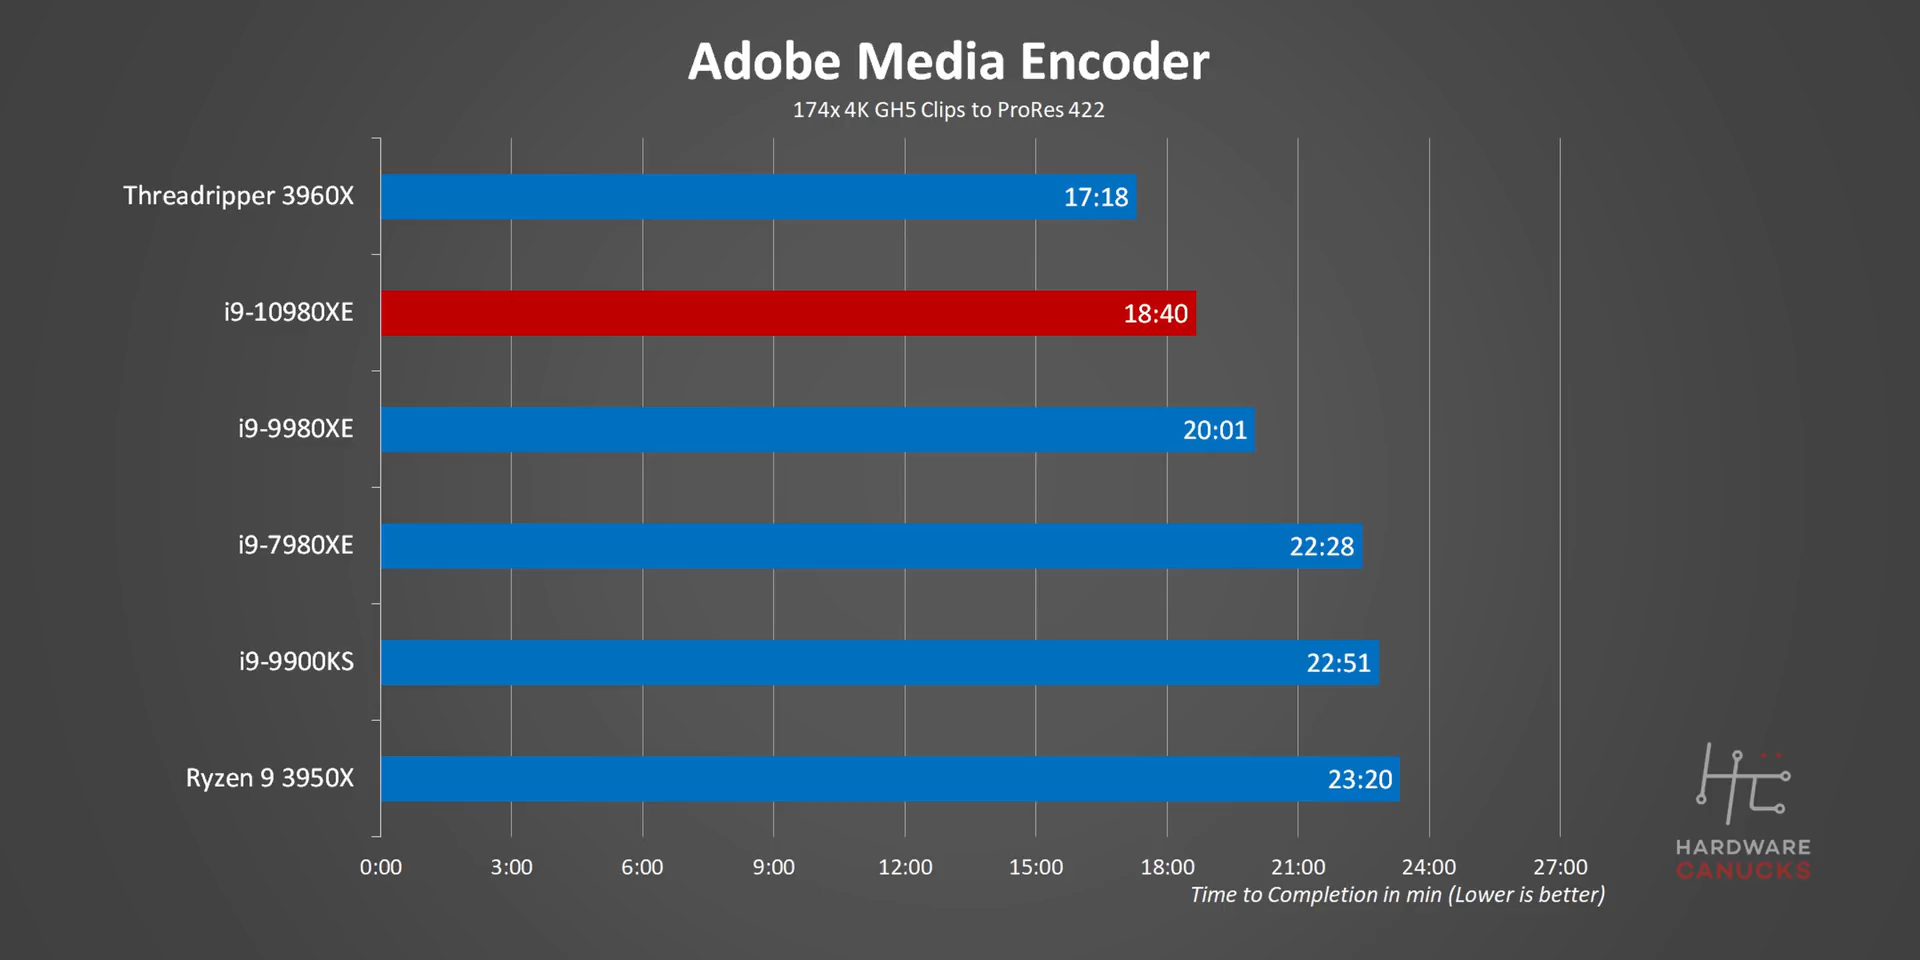 Adobe Media Encoder
174x 4K GH5 Clips to ProRes 422
Threadripper 3960X 17:18
i9-10980XE 18:40
i9-9980XE 20:01
i9-7980XE 22:28
i9-9900KS 22:51
Ryzen 9 3950X 23:20
0:00 3:00 6:00 9:00 12:00 15:00 18:00 21:00 24:00 27:00
Time to Completion in min (Lower is better)
HARDWARE
CANUCKS